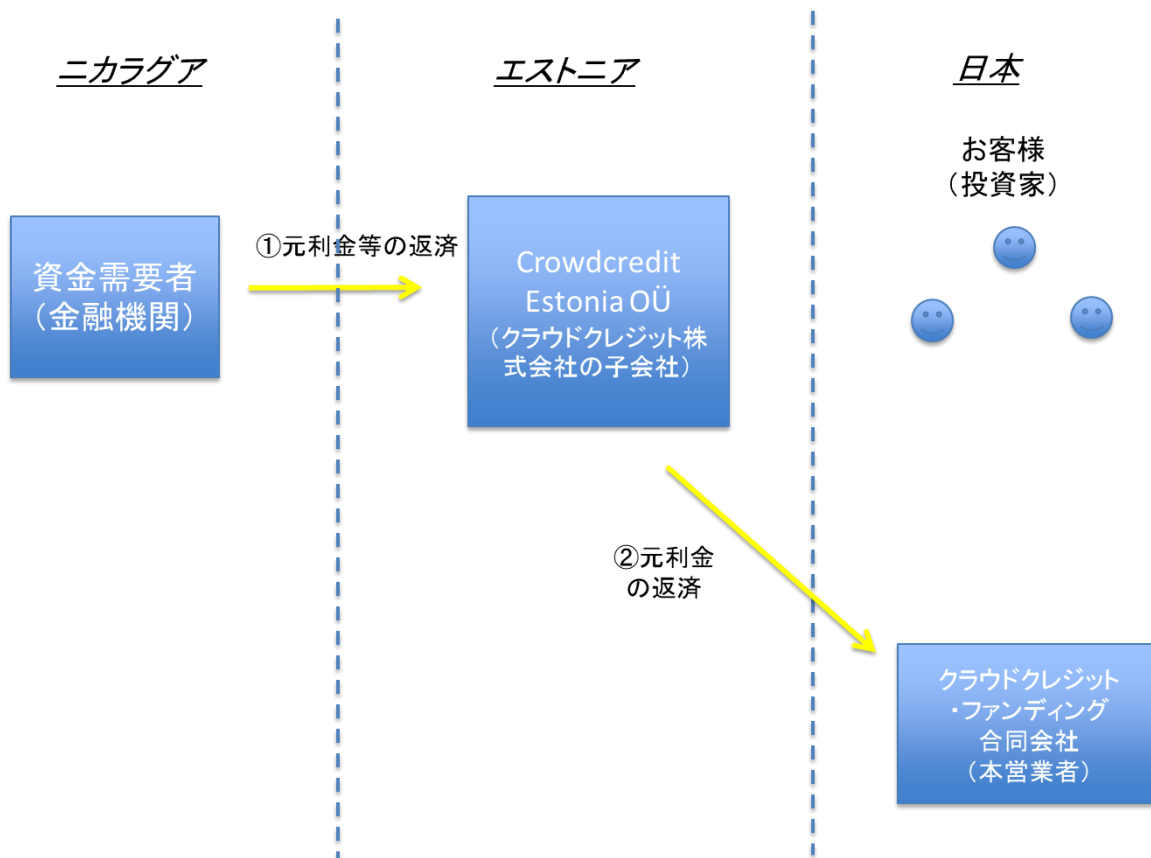 ニカラグア
エストニア
日本
お客様
（投資家）
資金需要者
（金融機関）
①元利金等の返済
Crowdcredit
Estonia OÜ
（クラウドクレジット株
式会社の子会社）
②元利金
の返済
クラウドクレジット
・ファンディング
合同会社
（本営業者）